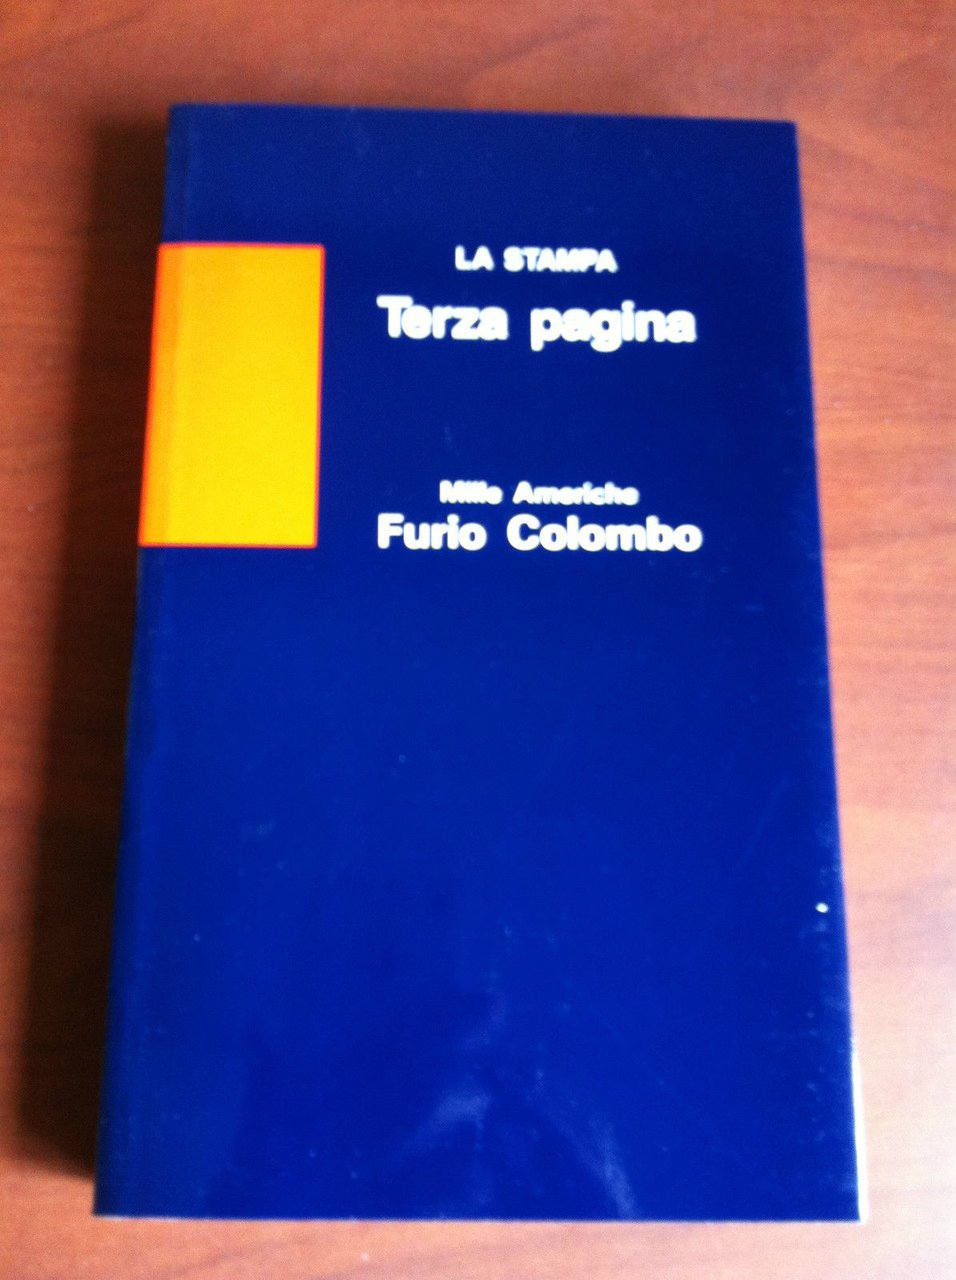 LA STAMPA
Terza pagina
Mille Americhe
Furio Colombo